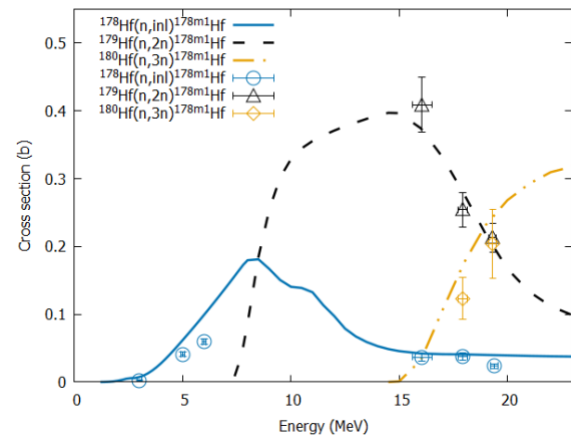 ¹⁷⁸Hf(n,inl)¹⁷⁸ᵐ¹Hf
¹⁷⁹Hf(n,2n)¹⁷⁸ᵐ¹Hf
¹⁸⁰Hf(n,3n)¹⁷⁸ᵐ¹Hf
¹⁷⁸Hf(n,inl)¹⁷⁸ᵐ¹Hf
¹⁷⁹Hf(n,2n)¹⁷⁸ᵐ¹Hf
¹⁸⁰Hf(n,3n)¹⁷⁸ᵐ¹Hf
0.5
0.4
0.3
0.2
0.1
0
Cross section (b)
0 5 10 15 20
Energy (MeV)